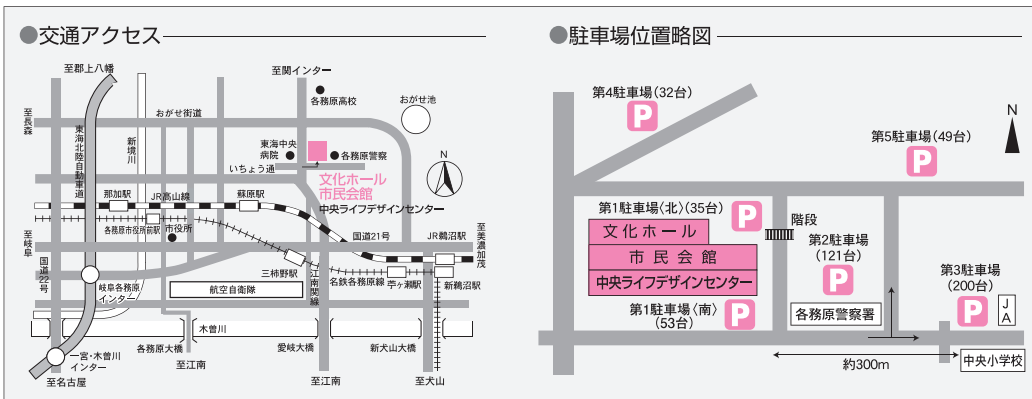 ●交通アクセス
至郡上八幡
至関インター
各務原高校
おがせ池
至長森
おがせ街道
東海北陸自動車道
新境川
東海中央
病院
各務原警察
いちょう通
N
文化ホール
市民会館
中央ライフデザインセンター
那加駅
JR高山線
蘇原駅
各務原市役所前駅
市役所
至岐阜
国道21号
JR鵜沼駅
至美濃加茂
国道22号
三柿野駅
江南関線
名鉄各務原線
苧ヶ瀬駅
新鵜沼駅
岐阜各務原
インター
航空自衛隊
木曽川
各務原大橋
愛岐大橋
新犬山大橋
一宮・木曽川
インター
至江南
至名古屋
至江南
至犬山
●駐車場位置略図
第4駐車場(32台)
P
第5駐車場(49台)
P
N
第1駐車場〈北〉(35台)
P
階段
文化ホール
市民会館
中央ライフデザインセンター
第2駐車場
(121台)
P
第3駐車場
(200台)
P
JA
第1駐車場〈南〉
(53台)
P
各務原警察署
約300m
中央小学校